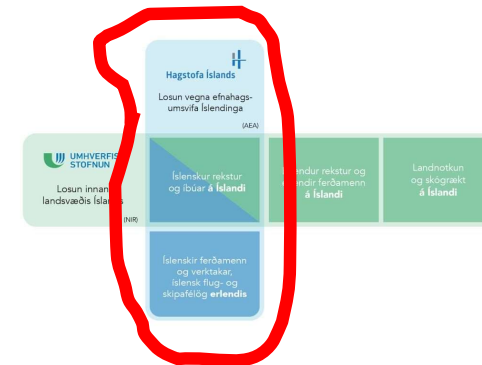 Hagstofa Íslands
Losun vegna efnahags-
umsvifa Íslendinga
(AEA)
UMHVERFIS
STOFNUN
Losun innan
landsvæðis Íslands
(NIR)
Íslenskur rekstur
og íbúar á Íslandi
rekstur og
ferðamenn
á Íslandi
Landnotkun
og skógrækt
á Íslandi
Íslenskir ferðamenn
og verktakar,
íslensk flug- og
skipafélög erlendis